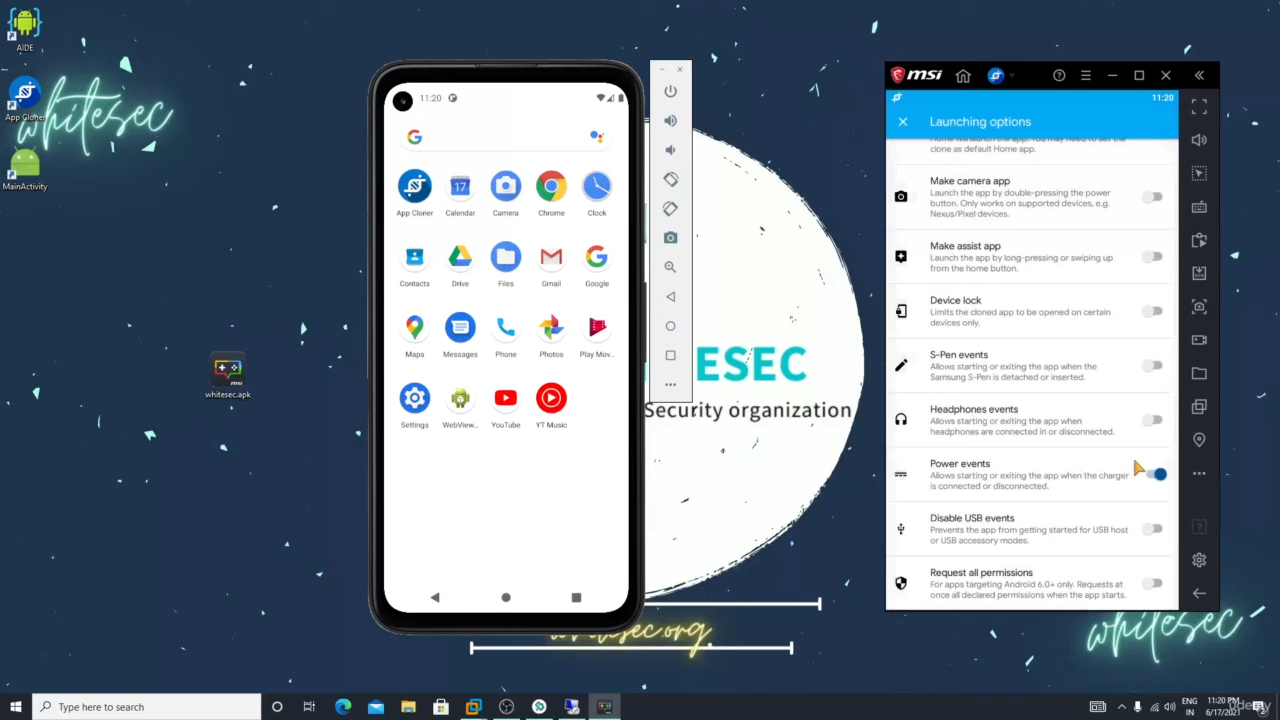 AIDE
App Cloner
whitesec
MainActivity
whitesec.apk
11:20
App Cloner
Calendar
Camera
Chrome
Clock
17
Contacts
Drive
Files
Gmail
Google
Maps
Messages
Phone
Photos
Play Mov..
Settings
WebView...
YouTube
YT Music
ESEC
Security organization
whitesec.org
msi
11:20
Launching options
clone as default Home app.
Make camera app
Launch the app by double-pressing the power
button. Only works on supported devices, e.g.
Nexus/Pixel devices.
Make assist app
Launch the app by long-pressing or swiping up
from the home button.
Device lock
Limits the cloned app to be opened on certain
devices only.
S-Pen events
Allows starting or exiting the app when the
Samsung S-Pen is detached or inserted.
Headphones events
Allows starting or exiting the app when
headphones are connected in or disconnected.
Power events
Allows starting or exiting the app when the charger
is connected or disconnected.
Disable USB events
Prevents the app from getting started for USB host
or USB accessory modes.
Request all permissions
For apps targeting Android 6.0+ only. Requests at
once all declared permissions when the app starts.
whitesec
Type here to search
ENG
IN
11:20 PM
6/17/2021
Udemy